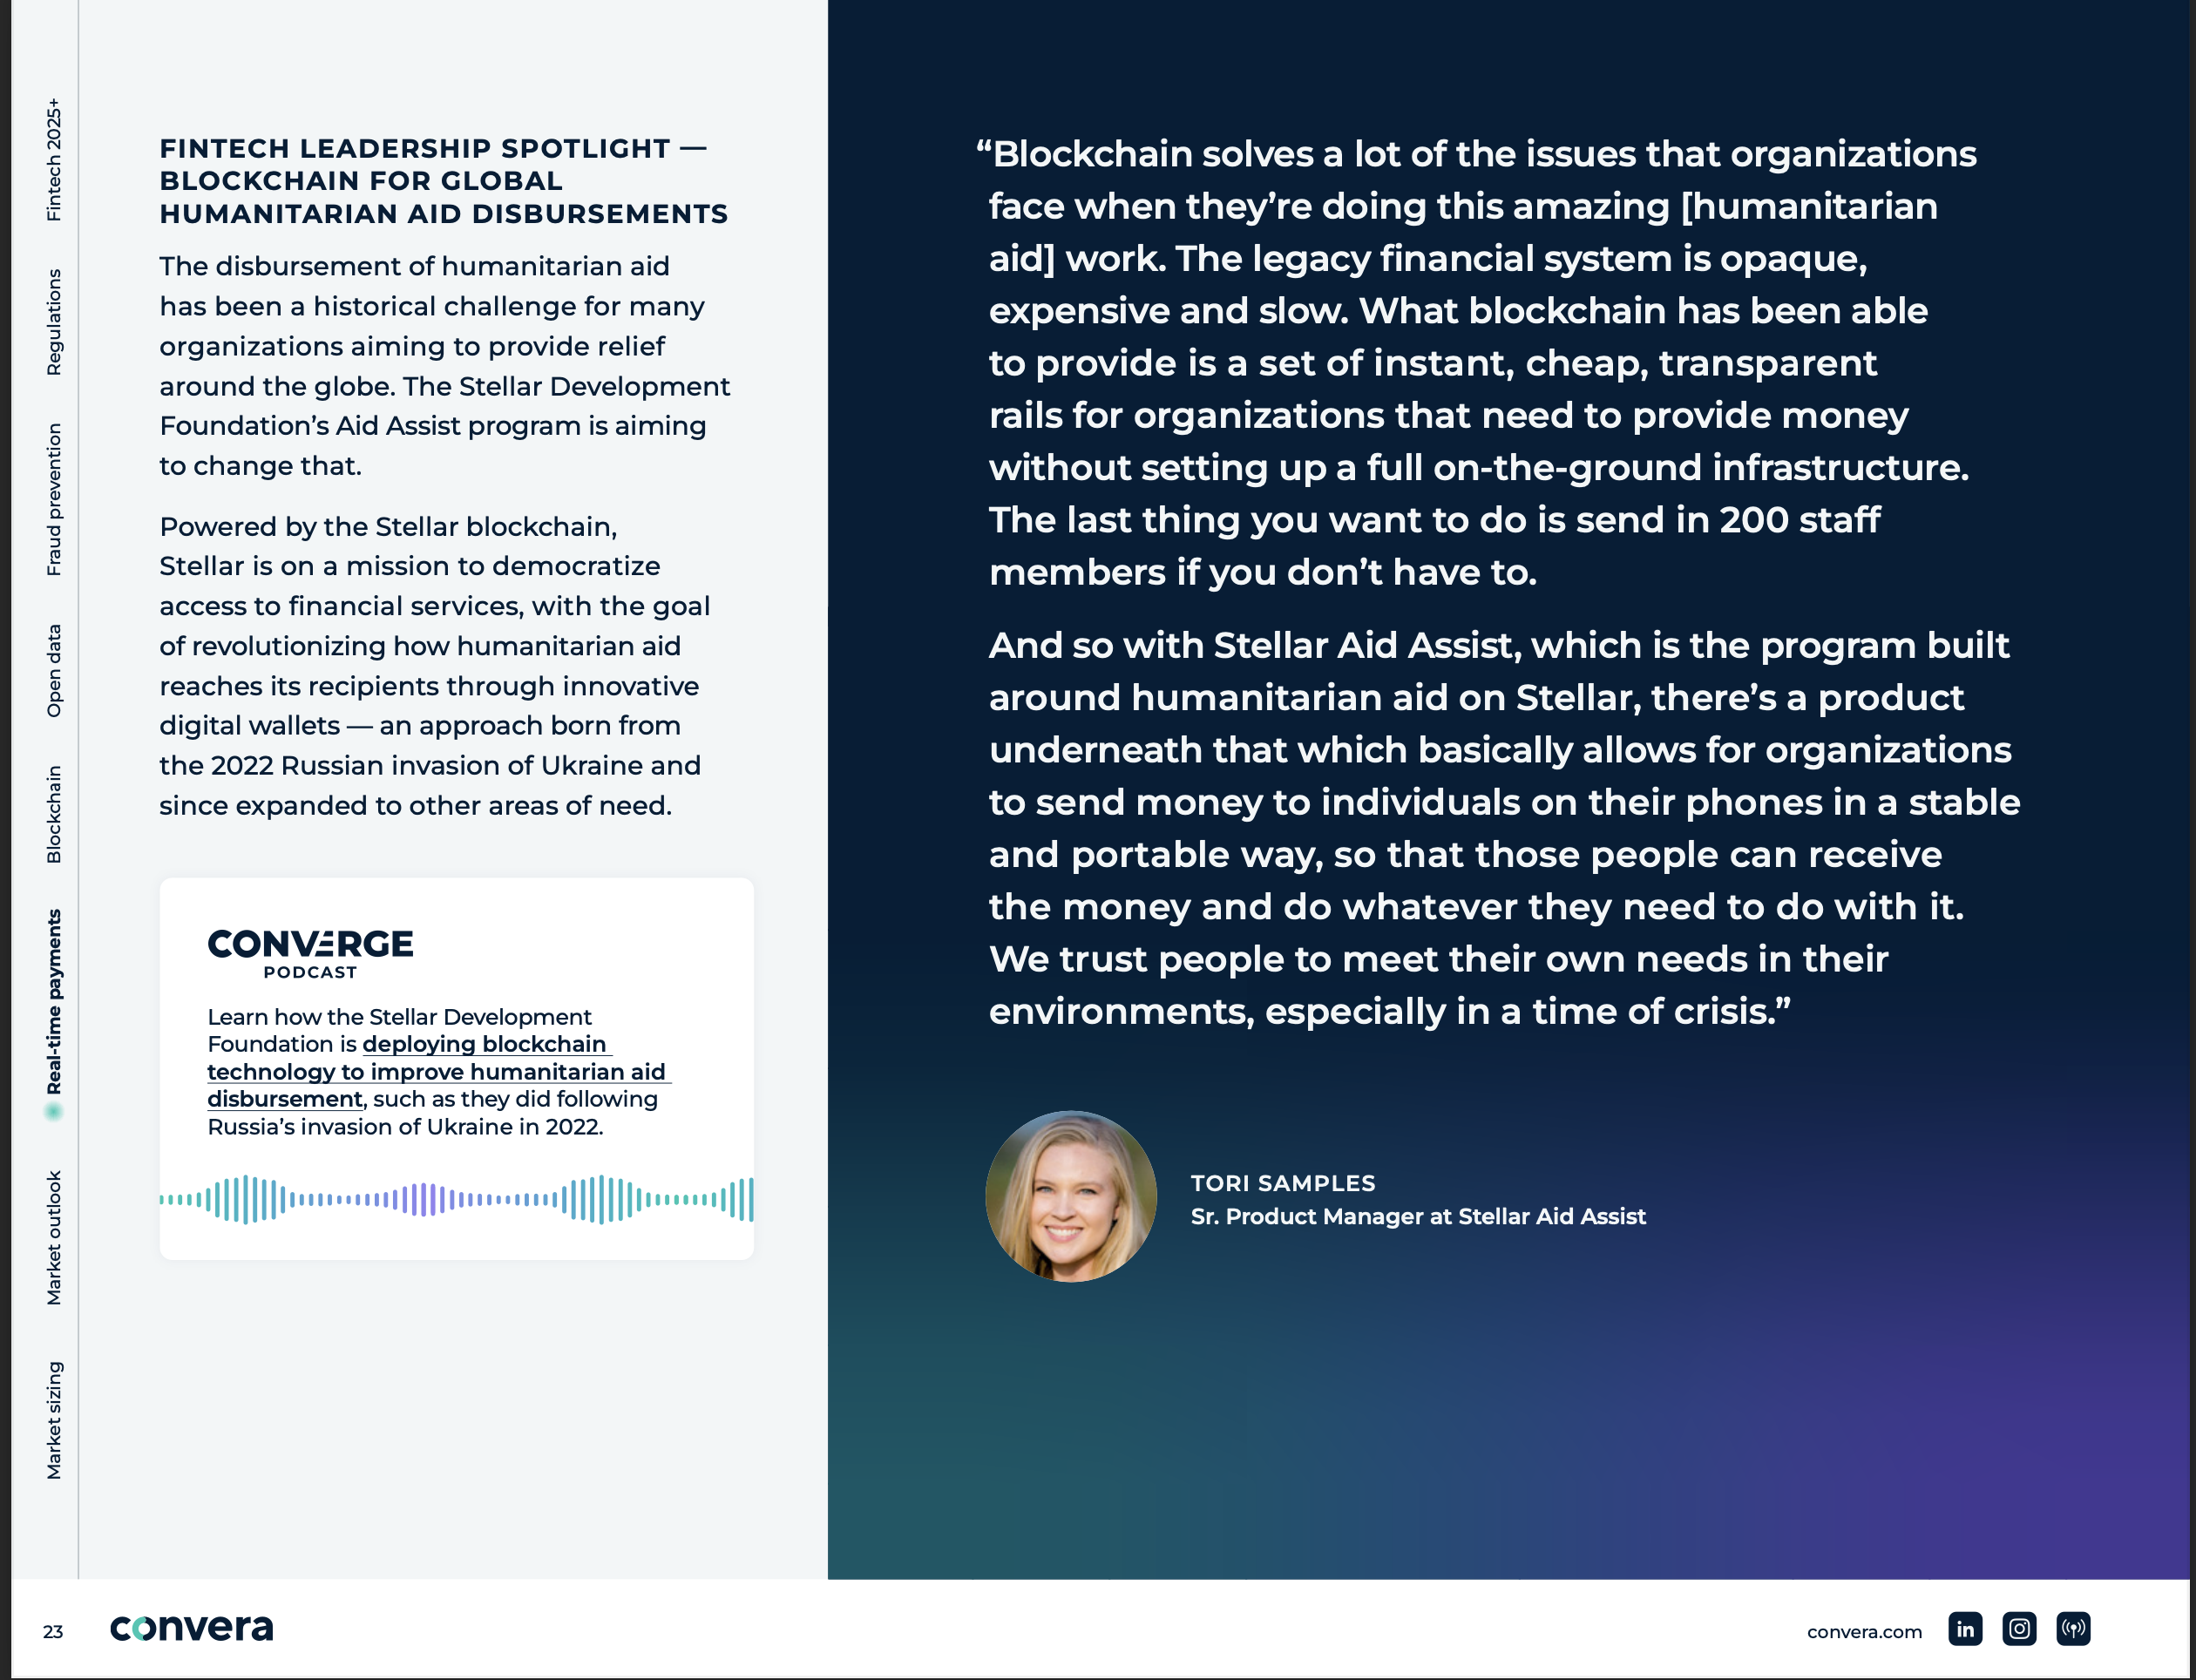 Fintech 2025+
Regulations
Fraud prevention
Open data
Blockchain
Real-time payments
Market outlook
Market sizing
FINTECH LEADERSHIP SPOTLIGHT —
BLOCKCHAIN FOR GLOBAL
HUMANITARIAN AID DISBURSEMENTS
The disbursement of humanitarian aid
has been a historical challenge for many
organizations aiming to provide relief
around the globe. The Stellar Development
Foundation’s Aid Assist program is aiming
to change that.
Powered by the Stellar blockchain,
Stellar is on a mission to democratize
access to financial services, with the goal
of revolutionizing how humanitarian aid
reaches its recipients through innovative
digital wallets — an approach born from
the 2022 Russian invasion of Ukraine and
since expanded to other areas of need.
CONVERGE
PODCAST
Learn how the Stellar Development
Foundation is deploying blockchain
technology to improve humanitarian aid
disbursement, such as they did following
Russia’s invasion of Ukraine in 2022.
“Blockchain solves a lot of the issues that organizations
face when they’re doing this amazing [humanitarian
aid] work. The legacy financial system is opaque,
expensive and slow. What blockchain has been able
to provide is a set of instant, cheap, transparent
rails for organizations that need to provide money
without setting up a full on-the-ground infrastructure.
The last thing you want to do is send in 200 staff
members if you don’t have to.
And so with Stellar Aid Assist, which is the program built
around humanitarian aid on Stellar, there’s a product
underneath that which basically allows for organizations
to send money to individuals on their phones in a stable
and portable way, so that those people can receive
the money and do whatever they need to do with it.
We trust people to meet their own needs in their
environments, especially in a time of crisis.”
TORI SAMPLES
Sr. Product Manager at Stellar Aid Assist
23
convera
convera.com
in